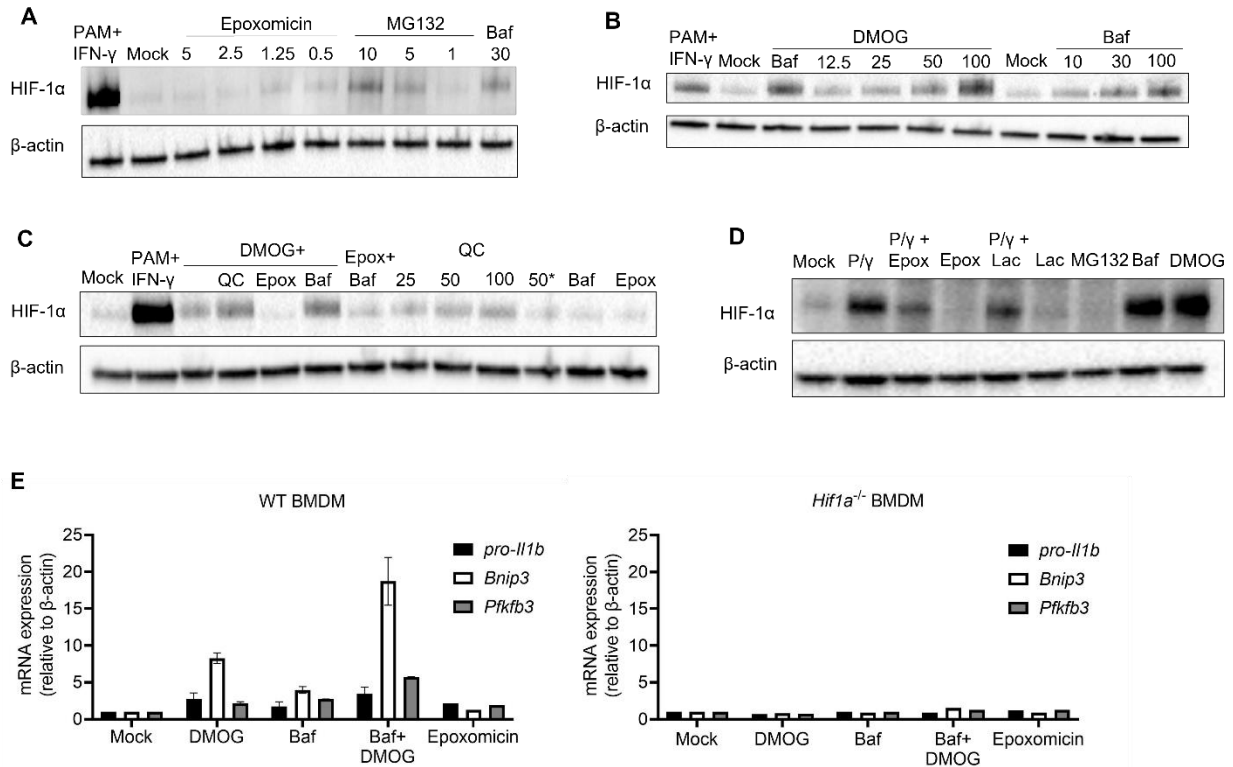 A
PAM+ IFN-γ Mock Epoxomicin 5 2.5 1.25 0.5 MG132 10 5 1 Baf 30
HIF-1α
β-actin
B
PAM+ IFN-γ Mock DMOG Baf 12.5 25 50 100 Mock Baf 10 30 100
HIF-1α
β-actin
C
Mock PAM+ IFN-γ DMOG+ QC Epox Baf Epox+ Baf QC 25 50 100 50* Baf Epox
HIF-1α
β-actin
D
Mock P/γ P/γ + Epox Epox P/γ + Lac Lac MG132 Baf DMOG
HIF-1α
β-actin
E
WT BMDM
mRNA expression
(relative to β-actin)
25
20
15
10
5
0
pro-Il1b
Bnip3
Pfkfb3
Mock DMOG Baf Baf+ DMOG Epoxomicin
Hif1a-/- BMDM
mRNA expression
(relative to β-actin)
25
20
15
10
5
0
pro-Il1b
Bnip3
Pfkfb3
Mock DMOG Baf Baf+ DMOG Epoxomicin